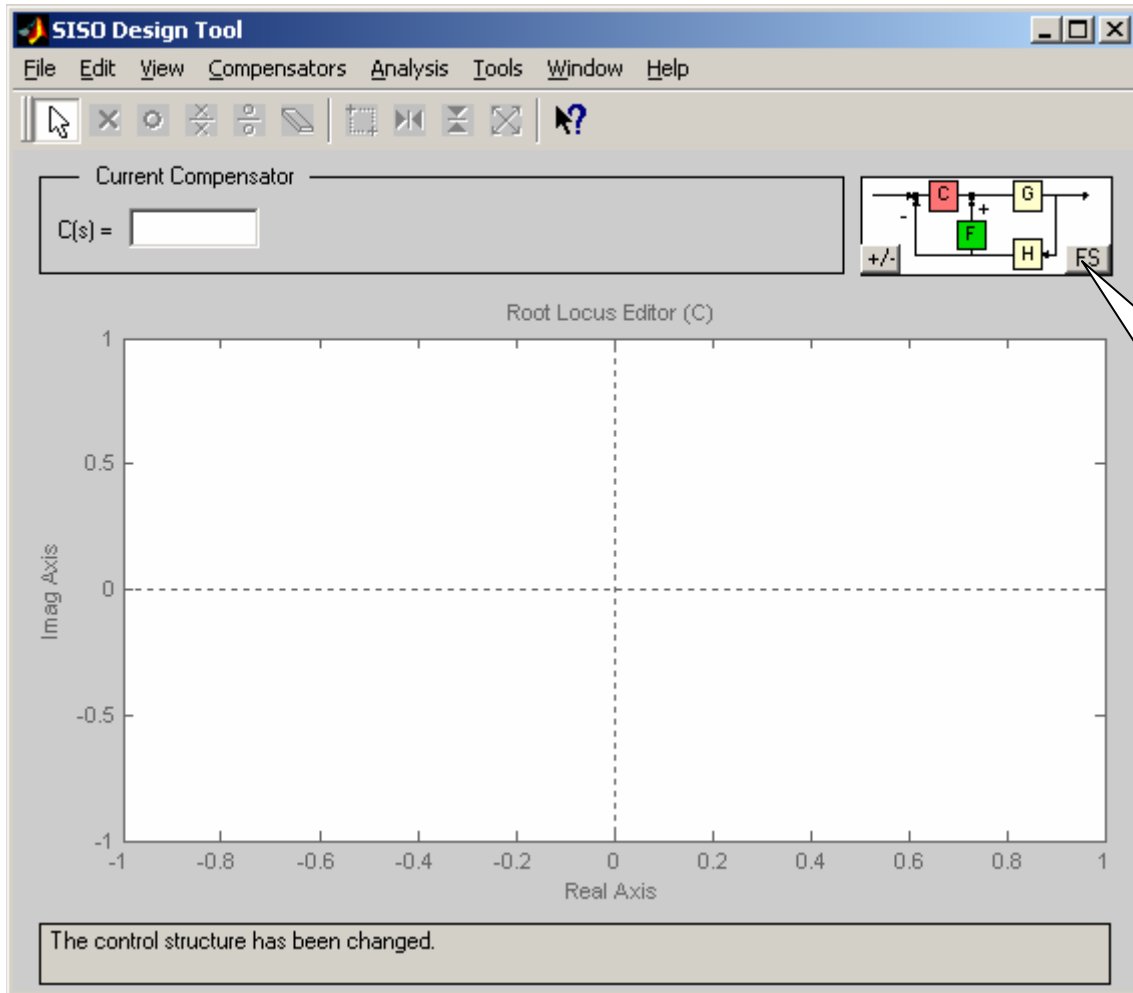 SISO Design Tool
File Edit View Compensators Analysis Tools Window Help
Current Compensator
C(s) =
C G
- +
F
+/- H FS
Root Locus Editor (C)
1
0.5
0
-0.5
-1
Imag Axis
-1 -0.8 -0.6 -0.4 -0.2 0 0.2 0.4 0.6 0.8 1
Real Axis
The control structure has been changed.